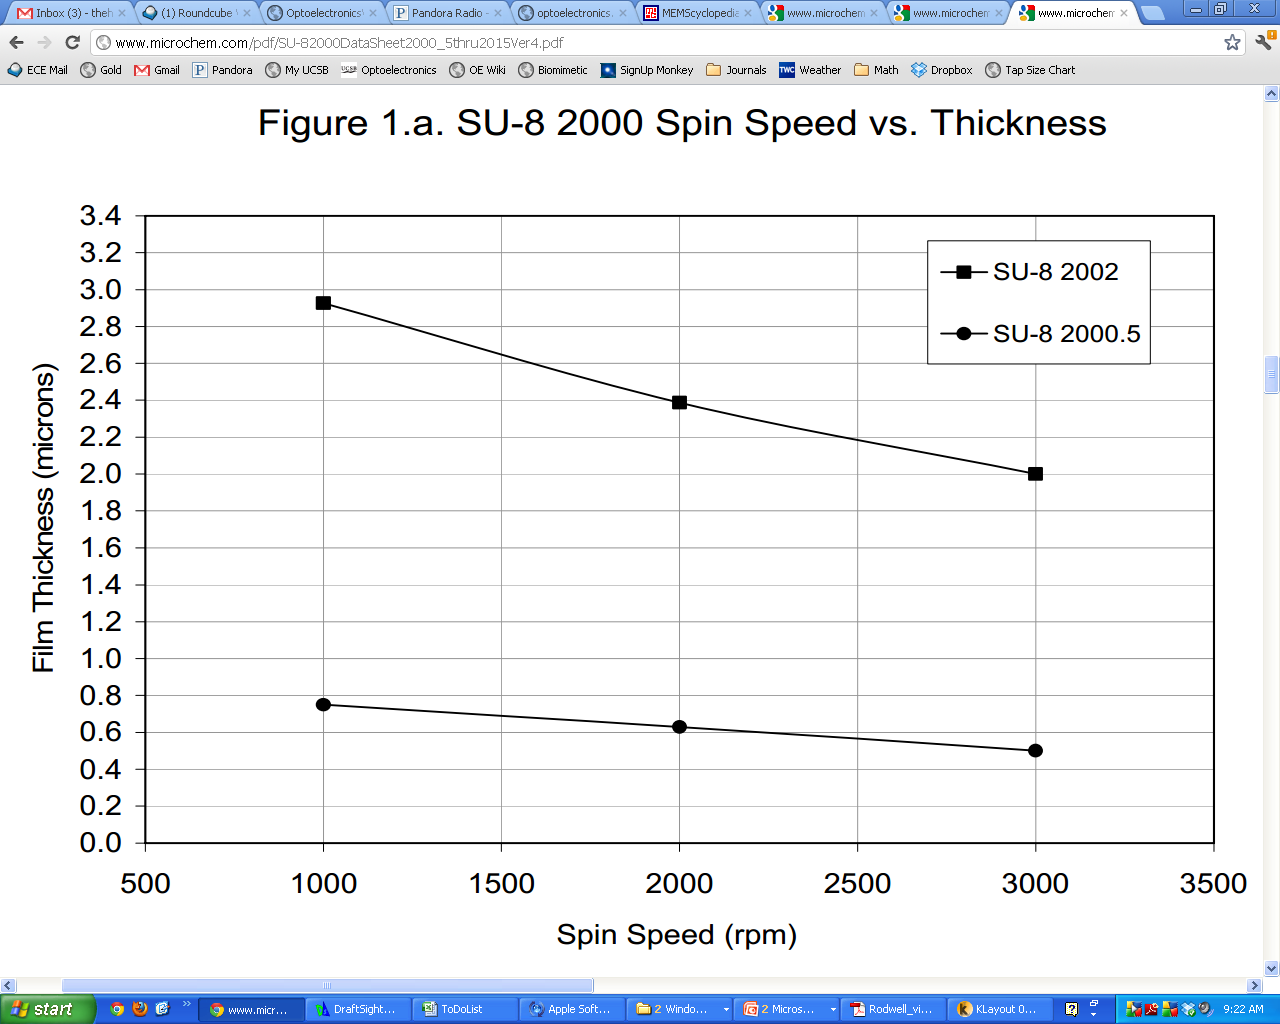 Inbox (3) - theh
(1) Roundcube
Optoelectronics
Pandora Radio -
optoelectronics.
MEMScyclopedia
www.microchem
www.microchem
www.microchem
www.microchem.com/pdf/SU-82000DataSheet2000_5thru2015Ver4.pdf
ECE Mail Gold Gmail Pandora My UCSB Optoelectronics OE Wiki Biomimetic SignUp Monkey Journals Weather Math Dropbox Tap Size Chart
Figure 1.a. SU-8 2000 Spin Speed vs. Thickness
3.4
3.2
3.0
2.8
2.6
2.4
2.2
2.0
1.8
1.6
1.4
1.2
1.0
0.8
0.6
0.4
0.2
0.0
Film Thickness (microns)
SU-8 2002
SU-8 2000.5
500 1000 1500 2000 2500 3000 3500
Spin Speed (rpm)
start
www.micr...
DraftSight...
ToDoList
Apple Soft...
2 Windo...
2 Micros...
Rodwell_vi...
KLayout 0...
9:22 AM